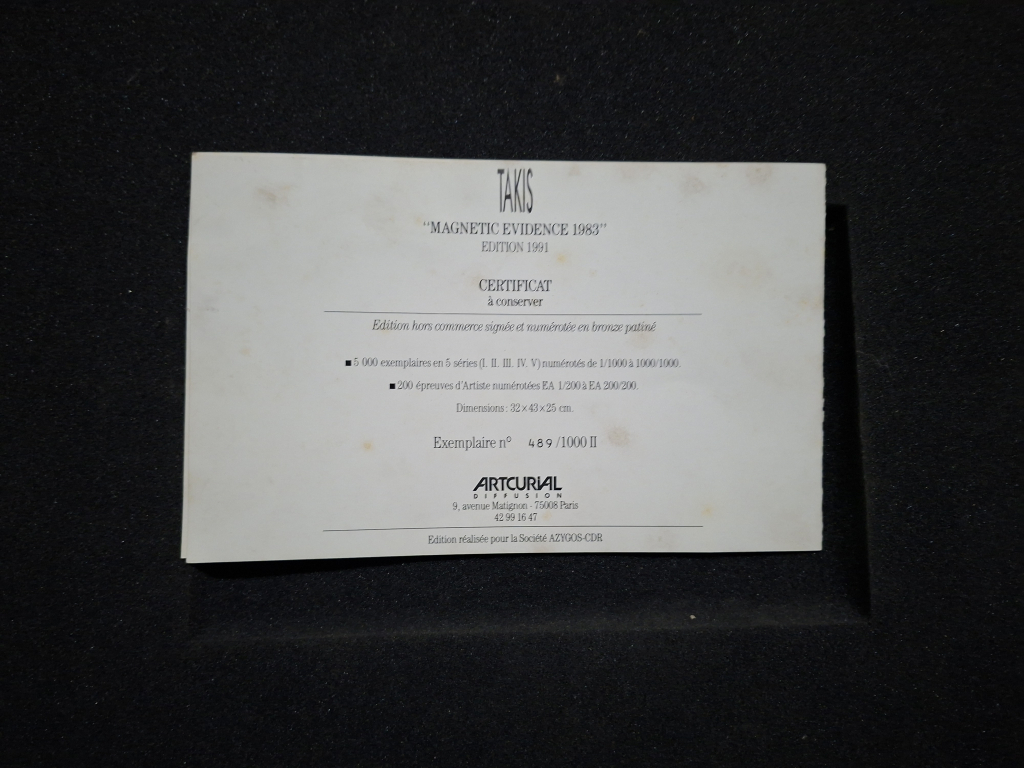 TAKIS
"MAGNETIC EVIDENCE 1983"
EDITION 1991
CERTIFICAT
à conserver
Edition hors commerce signée et numérotée en bronze patiné
■ 5 000 exemplaires en 5 séries (I. II. III. IV. V) numérotés de 1/1000 à 1000/1000.
■ 200 épreuves d'Artiste numérotées EA 1/200 à EA 200/200.
Dimensions : 32 × 43 × 25 cm.
Exemplaire n° 489 /1000 II
ARTCURIAL
DIFFUSION
9, avenue Matignon - 75008 Paris
42 99 16 47
Edition réalisée pour la Société AZYGOS-CDR